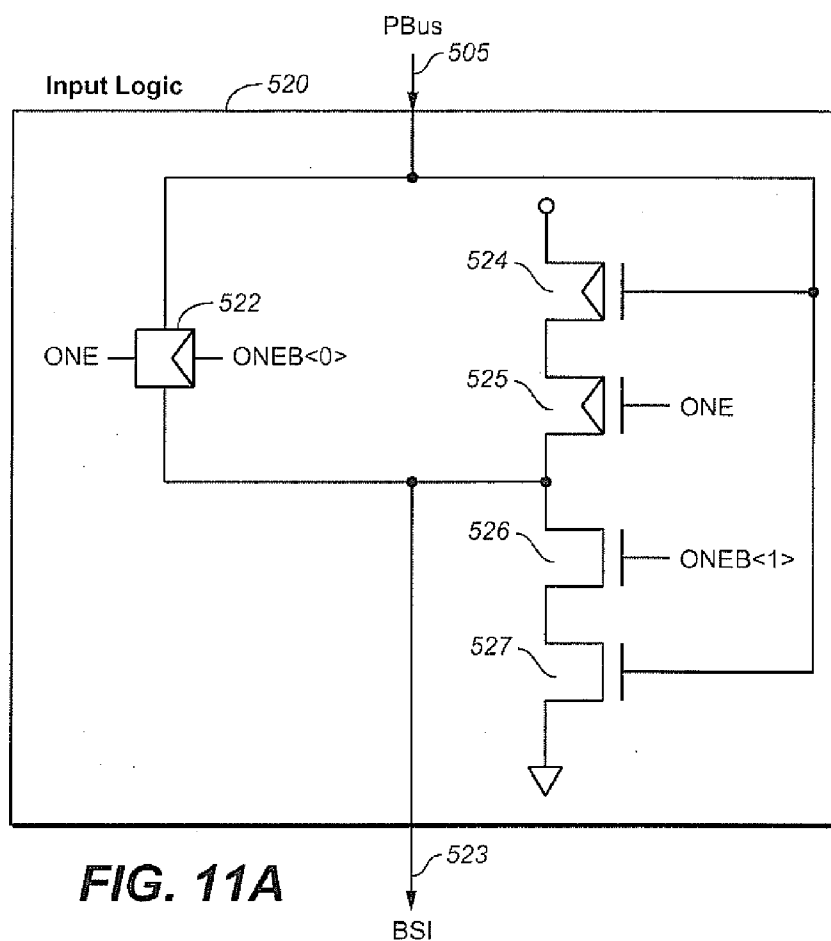 PBus
505
Input Logic
520
524
522
ONE
ONEB<0>
525
ONE
526
ONEB<1>
527
523
FIG. 11A
BSI